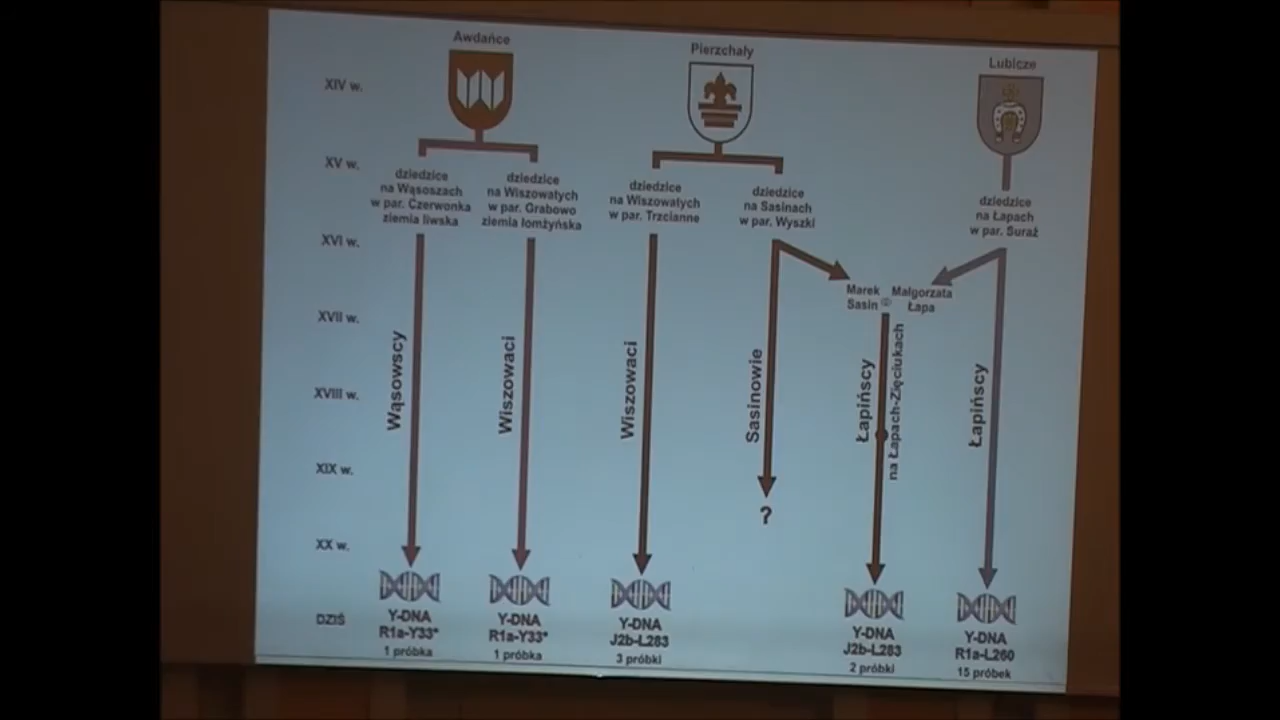 Awdańce
Pierzchały
Lubicze
XIV w.
XV w.
dziedzice
na Wąsoszach
w par. Czerwonka
ziemia liwska
dziedzice
na Wiszowatych
w par. Grabowo
ziemia łomżyńska
dziedzice
na Wiszowatych
w par. Trzcianne
dziedzice
na Sasinach
w par. Wyszki
dziedzice
na Łapach
w par. Suraż
XVI w.
Marek
Sasin
Małgorzata
Łapa
XVII w.
Wąsowscy
Wiszowaci
Wiszowaci
Sasinowie
Łapińscy
na Łapach-Zięciukach
Łapińscy
XVIII w.
XIX w.
?
XX w.
DZIŚ
Y-DNA
R1a-Y33*
1 próbka
Y-DNA
R1a-Y33*
1 próbka
Y-DNA
J2b-L283
3 próbki
Y-DNA
J2b-L283
2 próbki
Y-DNA
R1a-L260
15 próbek